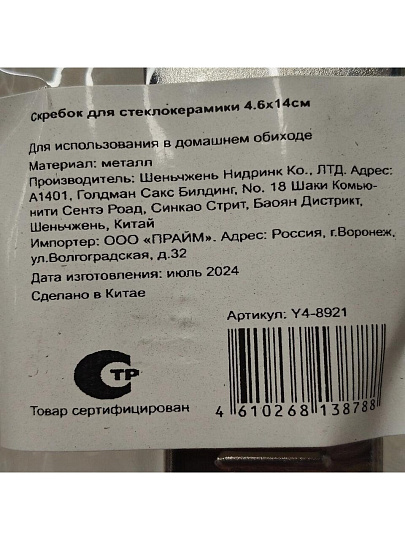 Скребок для стеклокерамики 4.6x14см
Для использования в домашнем обиходе
Материал: металл
Производитель: Шеньчжень Нидринк Ко., ЛТД. Адрес:
А1401, Голдман Сакс Билдинг, No. 18 Шаки Комью-
нити Сентэ Роад, Синкао Стрит, Баоян Дистрикт,
Шеньчжень, Китай
Импортер: ООО «ПРАЙМ». Адрес: Россия, г.Воронеж,
ул.Волгоградская, д.32
Дата изготовления: июль 2024
Сделано в Китае
Артикул: Y4-8921
ТР
Товар сертифицирован
4 610268 138788